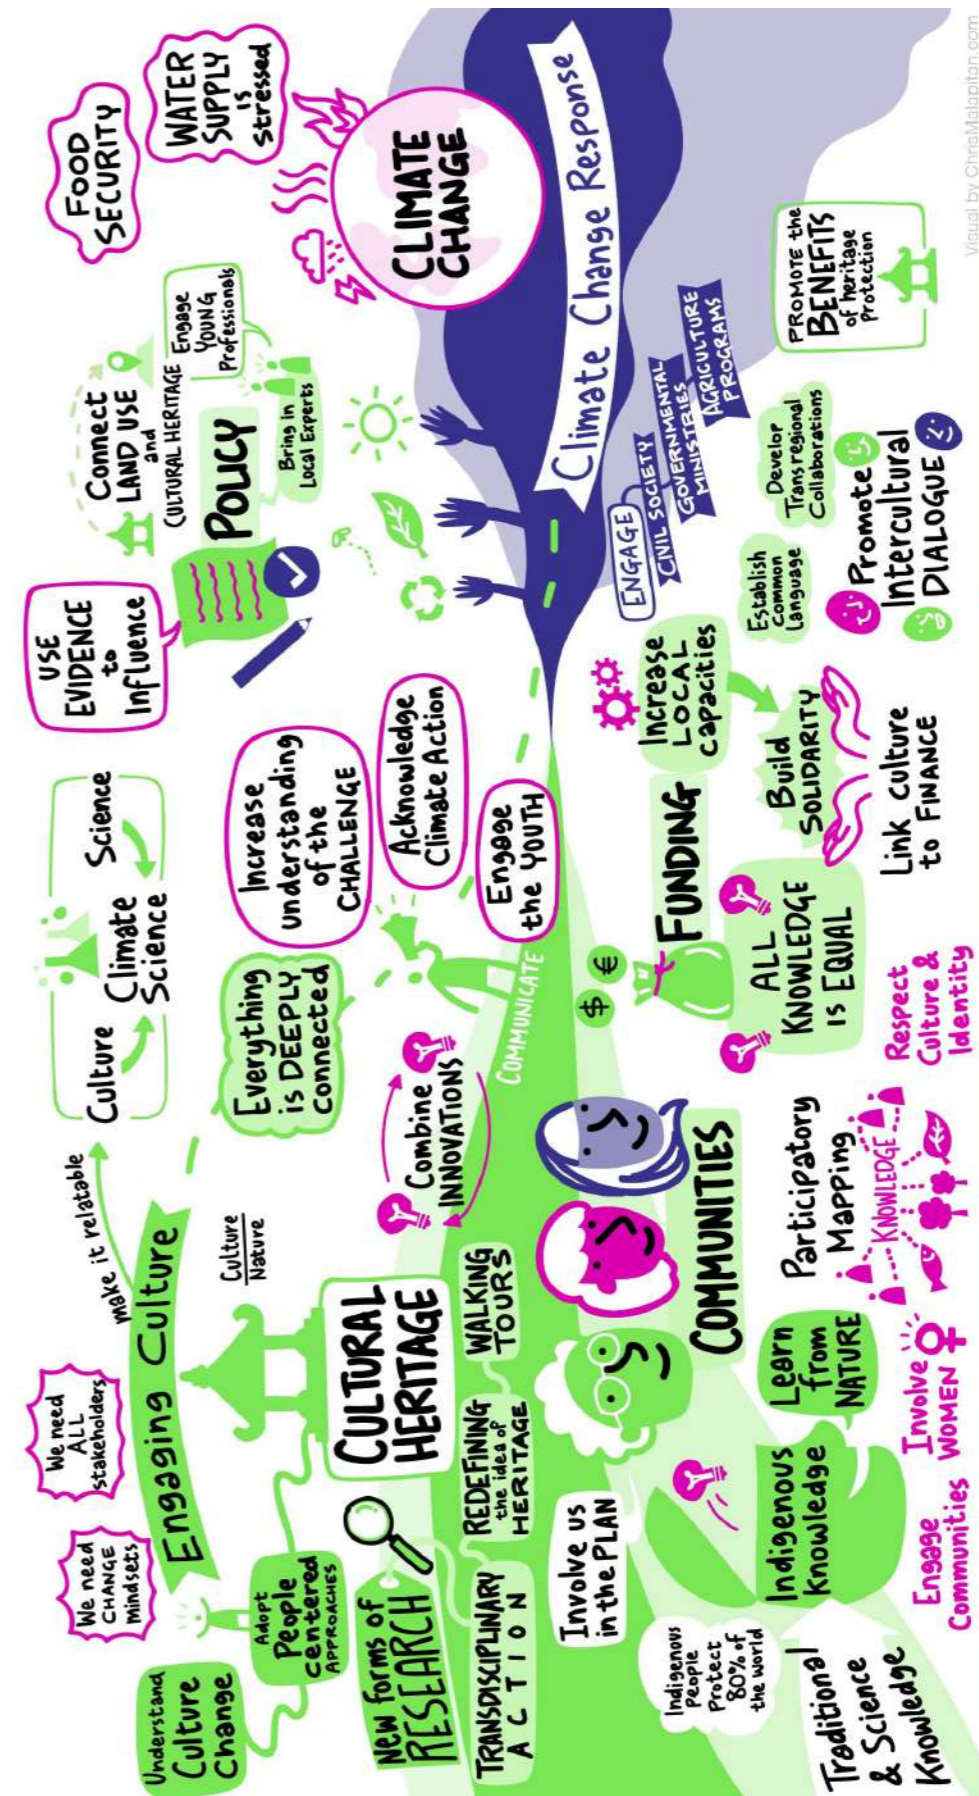 Understand
Culture
Change
We need
CHANGE
Mindsets
We need
ALL
stakeholders
Engaging Culture
make it relatable
Adopt
People
Centered
APPROACHES
Culture
Nature
CULTURAL
HERITAGE
New forms of
RESEARCH
TRANSDISCIPLINARY
ACTION
REDEFINING
the idea of
HERITAGE
WALKING
TOURS
Culture
Climate
Science
Science
Everything
is DEEPLY
connected
Combine
INNOVATIONS
Increase
understanding
of the
CHALLENGE
Acknowledge
Climate Action
Engage
the YOUTH
COMMUNICATE
USE
EVIDENCE
to
Influence
Connect
LAND USE
and
CULTURAL HERITAGE
POLICY
Engage
YOUNG
Professionals
Bring in
Local Experts
FOOD
SECURITY
WATER
SUPPLY
is
stressed
CLIMATE
CHANGE
Climate Change Response
ENGAGE
CIVIL SOCIETY
GOVERNMENTAL
MINISTRIES
AGRICULTURE
PROGRAMS
Involve us
in the PLAN
Indigenous
People
Protect
80% of
the world
Traditional
& Science
Knowledge
Indigenous
Knowledge
Learn
from
NATURE
COMMUNITIES
Engage
Communities
Involve
WOMEN
Participatory
Mapping
KNOWLEDGE
Respect
Culture &
Identity
$
€
FUNDING
ALL
KNOWLEDGE
IS EQUAL
Increase
LOCAL
Capacities
Build
SOLIDARITY
Link Culture
to FINANCE
Establish
Common
Language
Develop
Trans regional
Collaborations
Promote
Intercultural
DIALOGUE
PROMOTE the
BENEFITS
of heritage
Protection
Visual by ChrisMalapitan.com